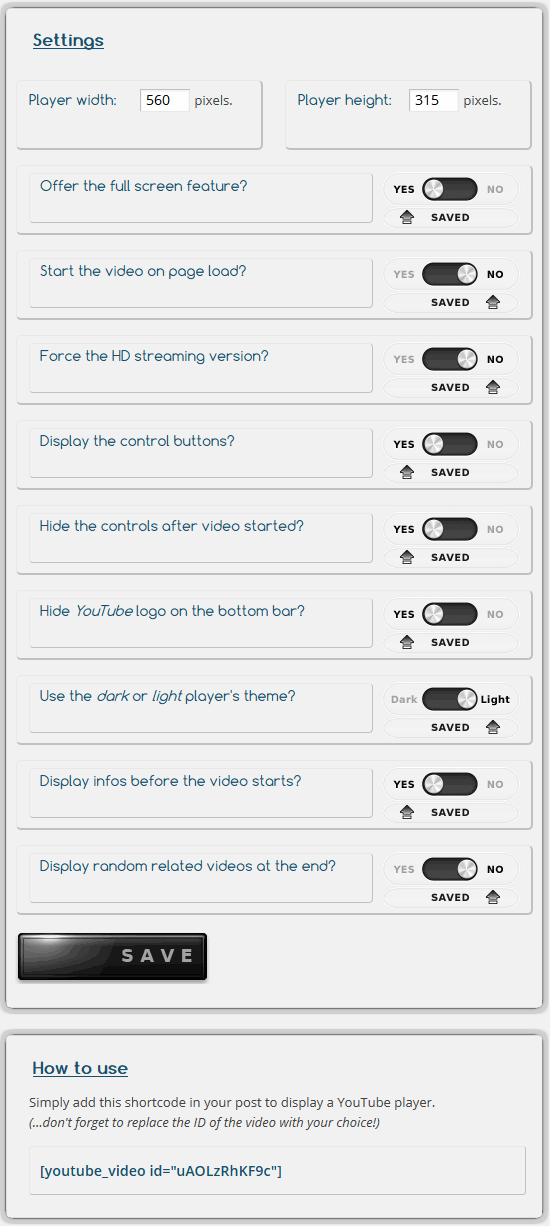 Settings
Player width: 560 pixels. Player height: 315 pixels.
Offer the full screen feature? YES NO
SAVED
Start the video on page load? YES NO
SAVED
Force the HD streaming version? YES NO
SAVED
Display the control buttons? YES NO
SAVED
Hide the controls after video started? YES NO
SAVED
Hide YouTube logo on the bottom bar? YES NO
SAVED
Use the dark or light player's theme? Dark Light
SAVED
Display infos before the video starts? YES NO
SAVED
Display random related videos at the end? YES NO
SAVED
SAVE
How to use
Simply add this shortcode in your post to display a YouTube player.
(...don't forget to replace the ID of the video with your choice!)
[youtube_video id="uAOLzRhKF9c"]